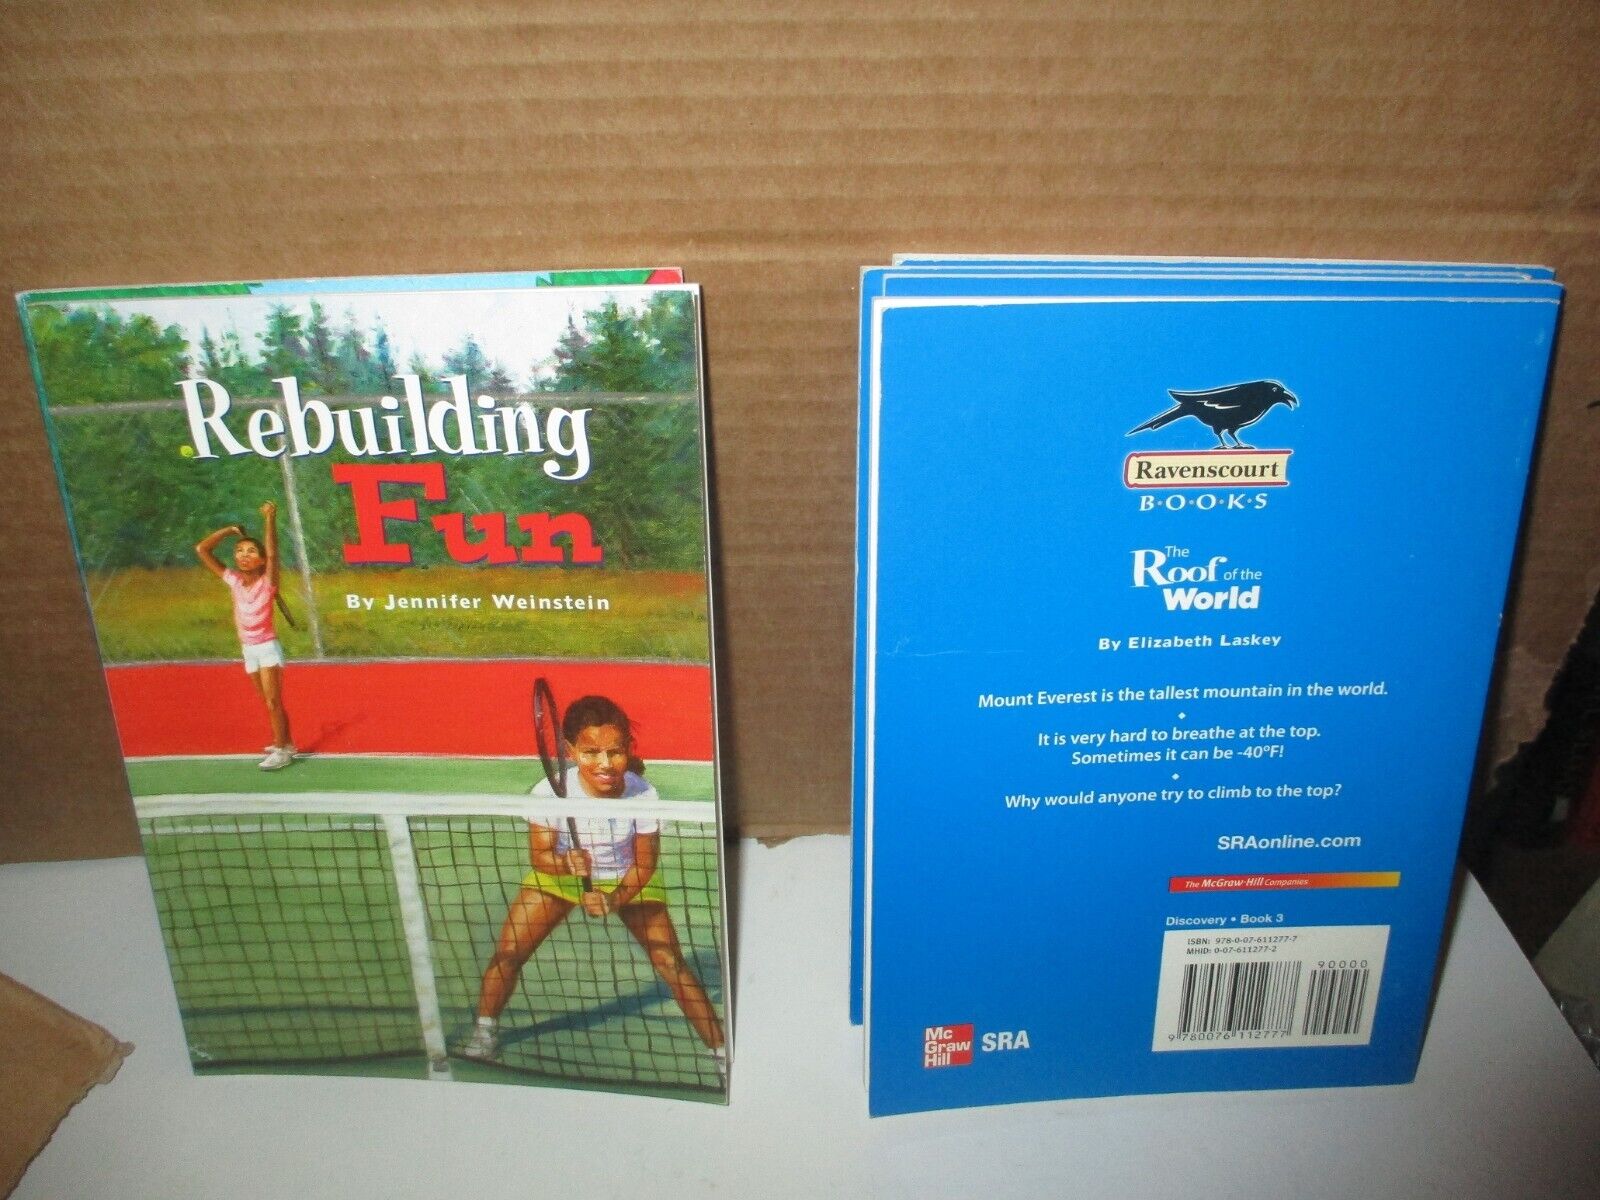 Rebuilding
Fun
By Jennifer Weinstein
Ravenscourt
B·O·O·K·S
The
Roof of the
World
By Elizabeth Laskey
Mount Everest is the tallest mountain in the world.
It is very hard to breathe at the top.
Sometimes it can be -40ºF!
Why would anyone try to climb to the top?
SRAonline.com
The McGraw·Hill Companies
Discovery • Book 3
ISBN: 978-0-07-611277-7
MHID: 0-07-611277-2
90000
9 780076 112777
Mc
Graw
Hill
SRA